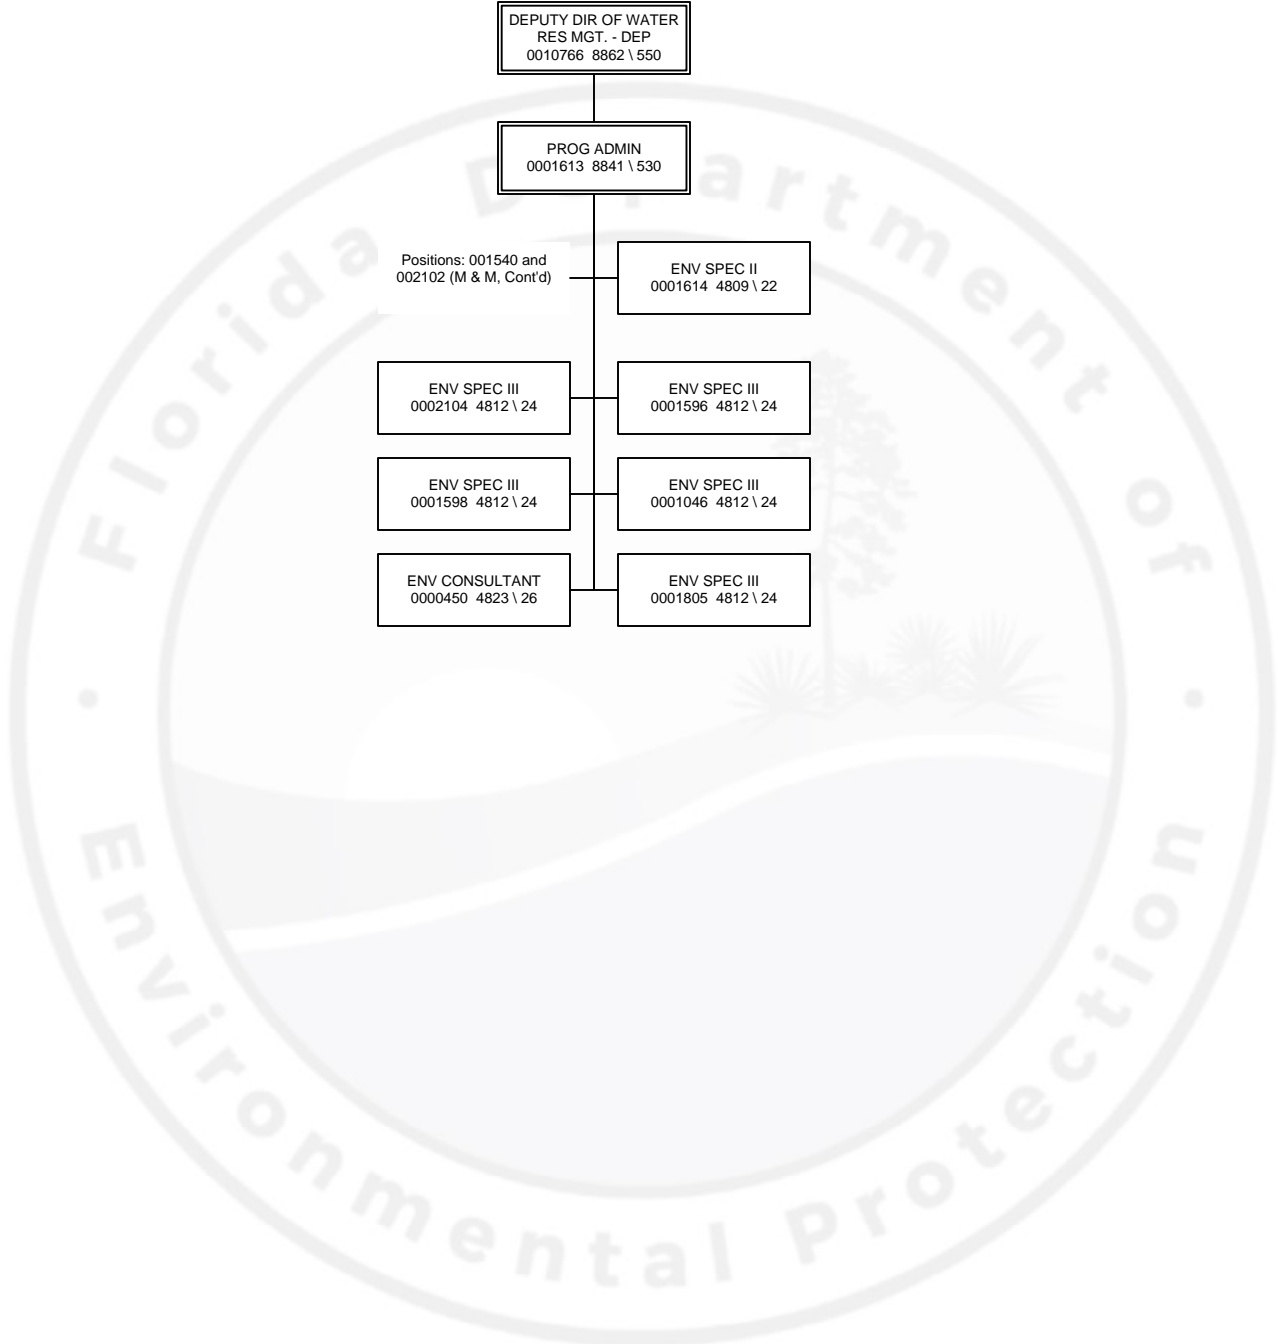 DEPUTY DIR OF WATER
RES MGT. - DEP
0010766 8862 \ 550
PROG ADMIN
0001613 8841 \ 530
Positions: 001540 and
002102 (M & M, Cont'd)
ENV SPEC II
0001614 4809 \ 22
ENV SPEC III
0002104 4812 \ 24
ENV SPEC III
0001596 4812 \ 24
ENV SPEC III
0001598 4812 \ 24
ENV SPEC III
0001046 4812 \ 24
ENV CONSULTANT
0000450 4823 \ 26
ENV SPEC III
0001805 4812 \ 24
Florida Department of
Environmental Protection